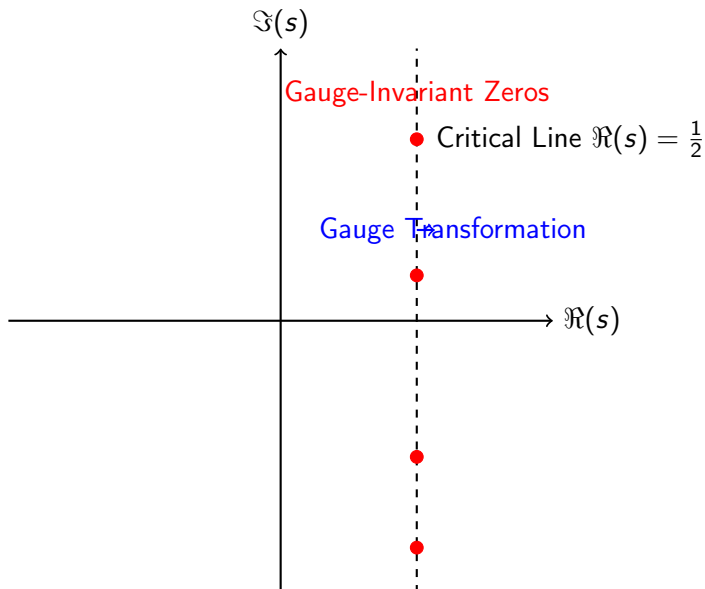 ℑ(s)
Gauge-Invariant Zeros
Critical Line ℜ(s) = 1/2
Gauge Transformation
ℜ(s)